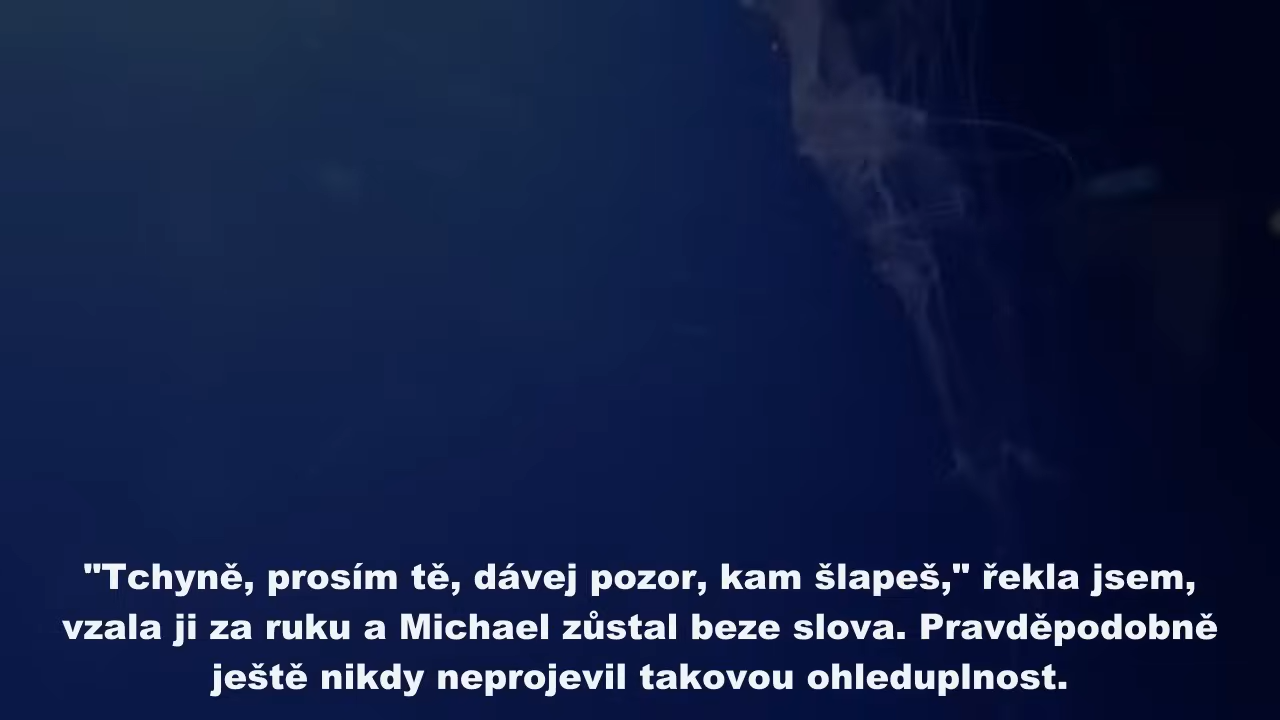 "Tchyně, prosím tě, dávej pozor, kam šlapeš," řekla jsem,
vzala ji za ruku a Michael zůstal beze slova. Pravděpodobně
ještě nikdy neprojevil takovou ohleduplnost.